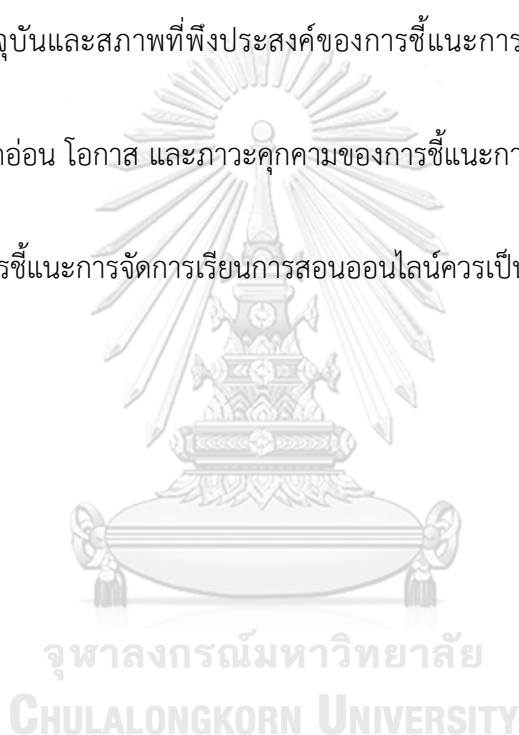 จุบันและสภาพที่พึงประสงค์ของการชี้แนะการ
อ่อน โอกาส และภาวะคุกคามของการชี้แนะกา
รชี้แนะการจัดการเรียนการสอนออนไลน์ควรเป็น
จุฬาลงกรณ์มหาวิทยาลัย
CHULALONGKORN UNIVERSITY